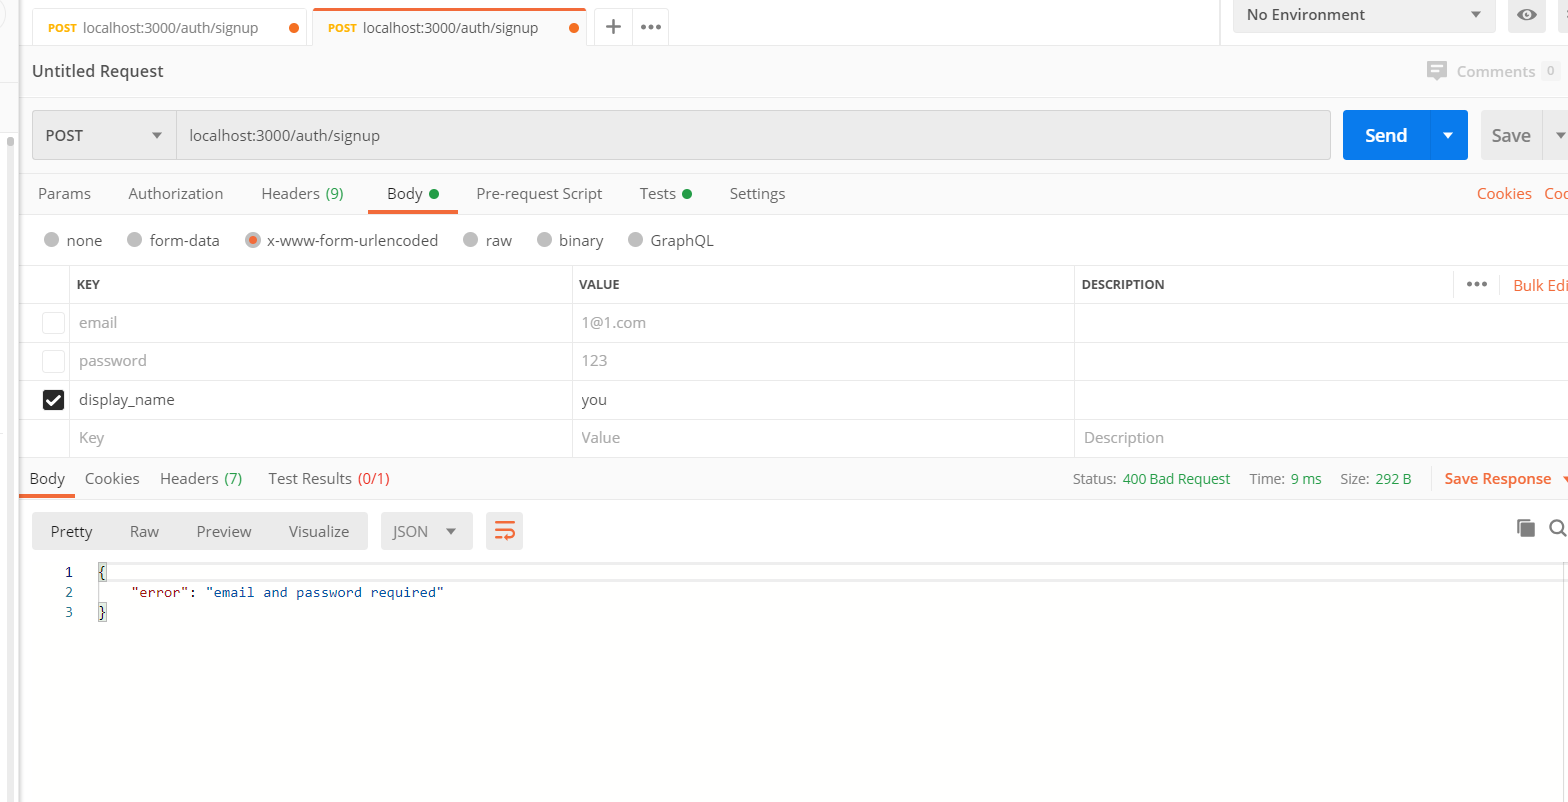 POST localhost:3000/auth/signup POST localhost:3000/auth/signup + ••• No Environment
Untitled Request Comments 0
POST localhost:3000/auth/signup Send Save
Params Authorization Headers (9) Body Pre-request Script Tests Settings Cookies
none form-data x-www-form-urlencoded raw binary GraphQL
KEY VALUE DESCRIPTION ••• Bulk Edi
email 1@1.com
password 123
display_name you
Key Value Description
Body Cookies Headers (7) Test Results (0/1) Status: 400 Bad Request Time: 9 ms Size: 292 B Save Response
Pretty Raw Preview Visualize JSON
1 {
2 "error": "email and password required"
3 }